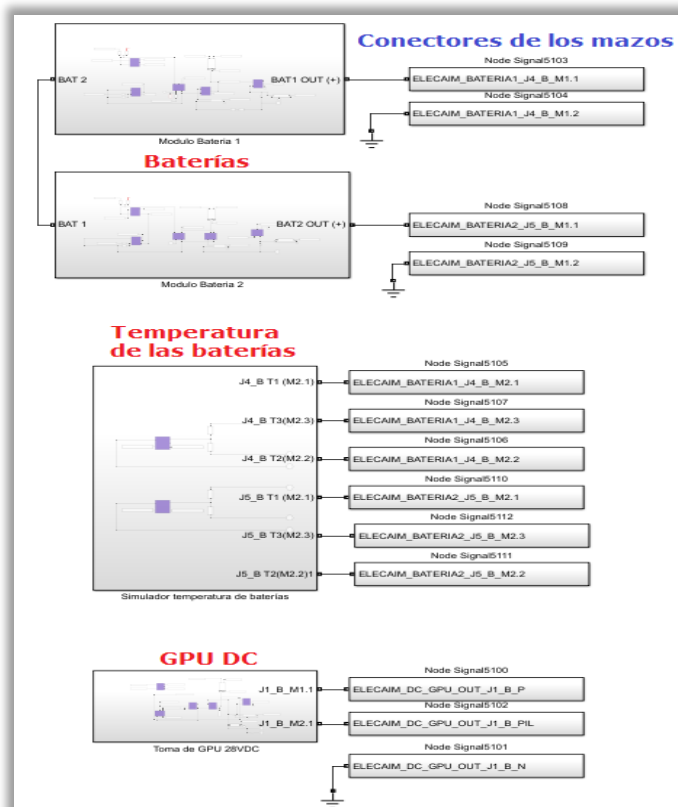 Conectores de los mazos
Node Signal5103
BAT 2
BAT1 OUT (+)
ELECAIM_BATERIA1_J4_B_M1.1
Node Signal5104
ELECAIM_BATERIA1_J4_B_M1.2
Modulo Bateria 1
Baterías
Node Signal5108
BAT 1
BAT2 OUT (+)
ELECAIM_BATERIA2_J5_B_M1.1
Node Signal5109
ELECAIM_BATERIA2_J5_B_M1.2
Modulo Bateria 2
Temperatura
de las baterías
Node Signal5105
J4_B T1 (M2.1)
ELECAIM_BATERIA1_J4_B_M2.1
Node Signal5107
J4_B T3(M2.3)
ELECAIM_BATERIA1_J4_B_M2.3
Node Signal5106
J4_B T2(M2.2)
ELECAIM_BATERIA1_J4_B_M2.2
Node Signal5110
J5_B T1 (M2.1)
ELECAIM_BATERIA2_J5_B_M2.1
Node Signal5112
J5_B T3(M2.3)
ELECAIM_BATERIA2_J5_B_M2.3
Node Signal5111
J5_B T2(M2.2)1
ELECAIM_BATERIA2_J5_B_M2.2
Simulador temperatura de baterías
GPU DC
Node Signal5100
J1_B_M1.1
ELECAIM_DC_GPU_OUT_J1_B_P
Node Signal5102
J1_B_M2.1
ELECAIM_DC_GPU_OUT_J1_B_PIL
Toma de GPU 28VDC
Node Signal5101
ELECAIM_DC_GPU_OUT_J1_B_N